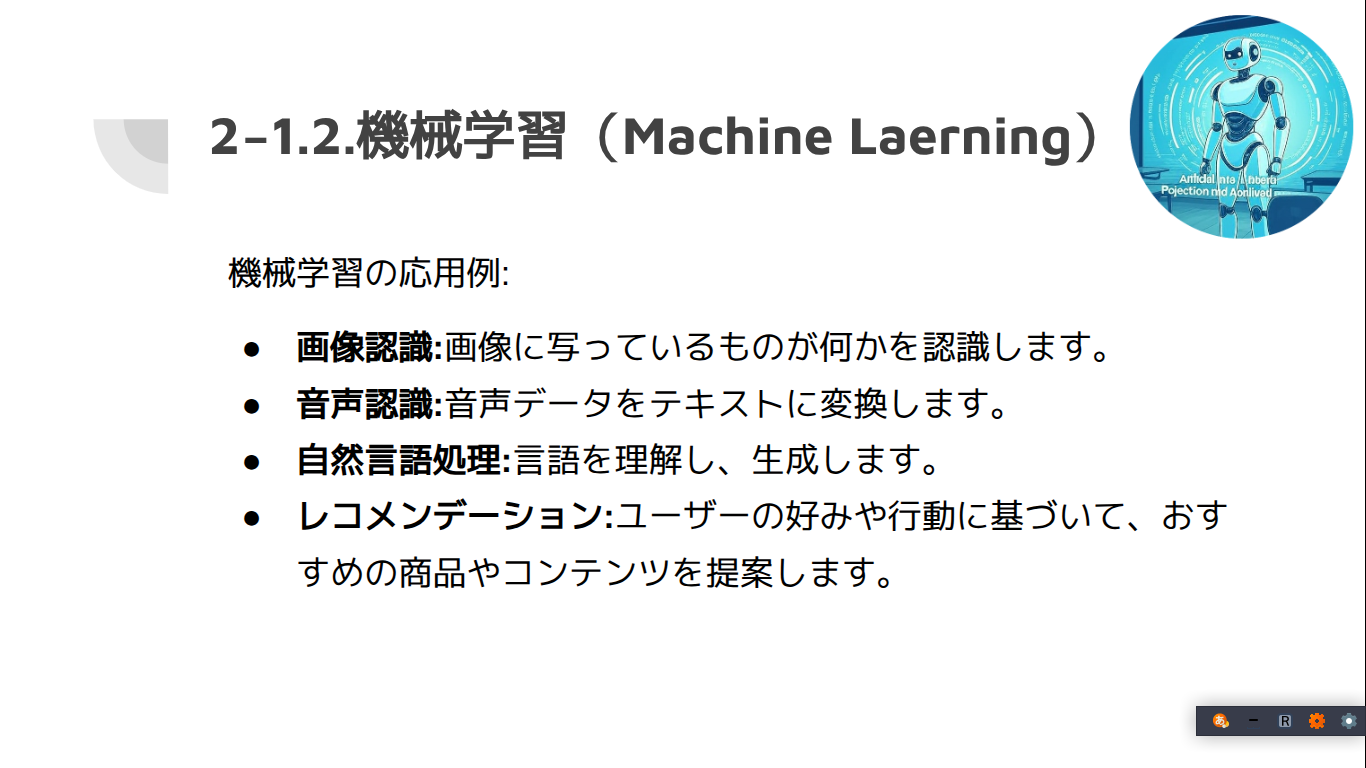 2-1.2.機械学習（Machine Laerning）
機械学習の応用例:
● 画像認識:画像に写っているものが何かを認識します。
● 音声認識:音声データをテキストに変換します。
● 自然言語処理:言語を理解し、生成します。
● レコメンデーション:ユーザーの好みや行動に基づいて、おす
すめの商品やコンテンツを提案します。
あ R